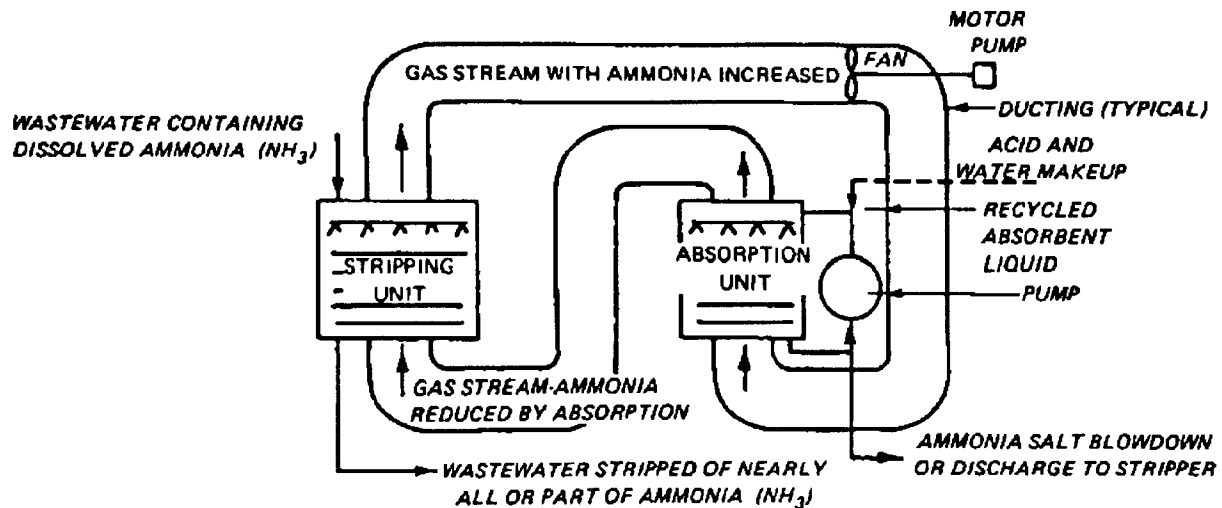 MOTOR
PUMP
FAN
GAS STREAM WITH AMMONIA INCREASED
DUCTING (TYPICAL)
WASTEWATER CONTAINING
DISSOLVED AMMONIA (NH3)
ACID AND
WATER MAKEUP
RECYCLED
ABSORBENT
LIQUID
STRIPPING
UNIT
ABSORPTION
UNIT
PUMP
GAS STREAM-AMMONIA
REDUCED BY ABSORPTION
AMMONIA SALT BLOWDOWN
OR DISCHARGE TO STRIPPER
WASTEWATER STRIPPED OF NEARLY
ALL OR PART OF AMMONIA (NH3)